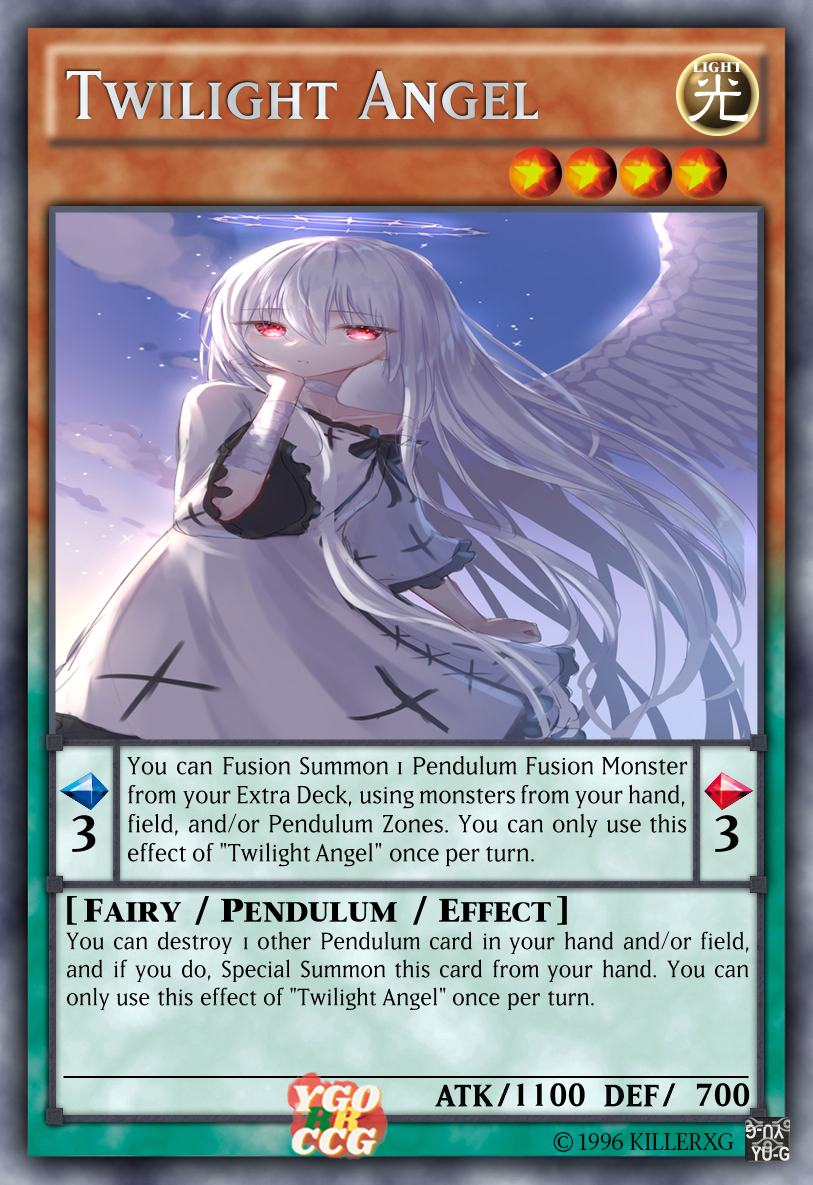 Twilight Angel
LIGHT
光
You can Fusion Summon 1 Pendulum Fusion Monster
from your Extra Deck, using monsters from your hand,
field, and/or Pendulum Zones. You can only use this
effect of "Twilight Angel" once per turn.
3
3
[ Fairy / Pendulum / Effect ]
You can destroy 1 other Pendulum card in your hand and/or field,
and if you do, Special Summon this card from your hand. You can
only use this effect of "Twilight Angel" once per turn.
ATK/1100 DEF/ 700
YGO
CCG
© 1996 KILLERXG
YU-G